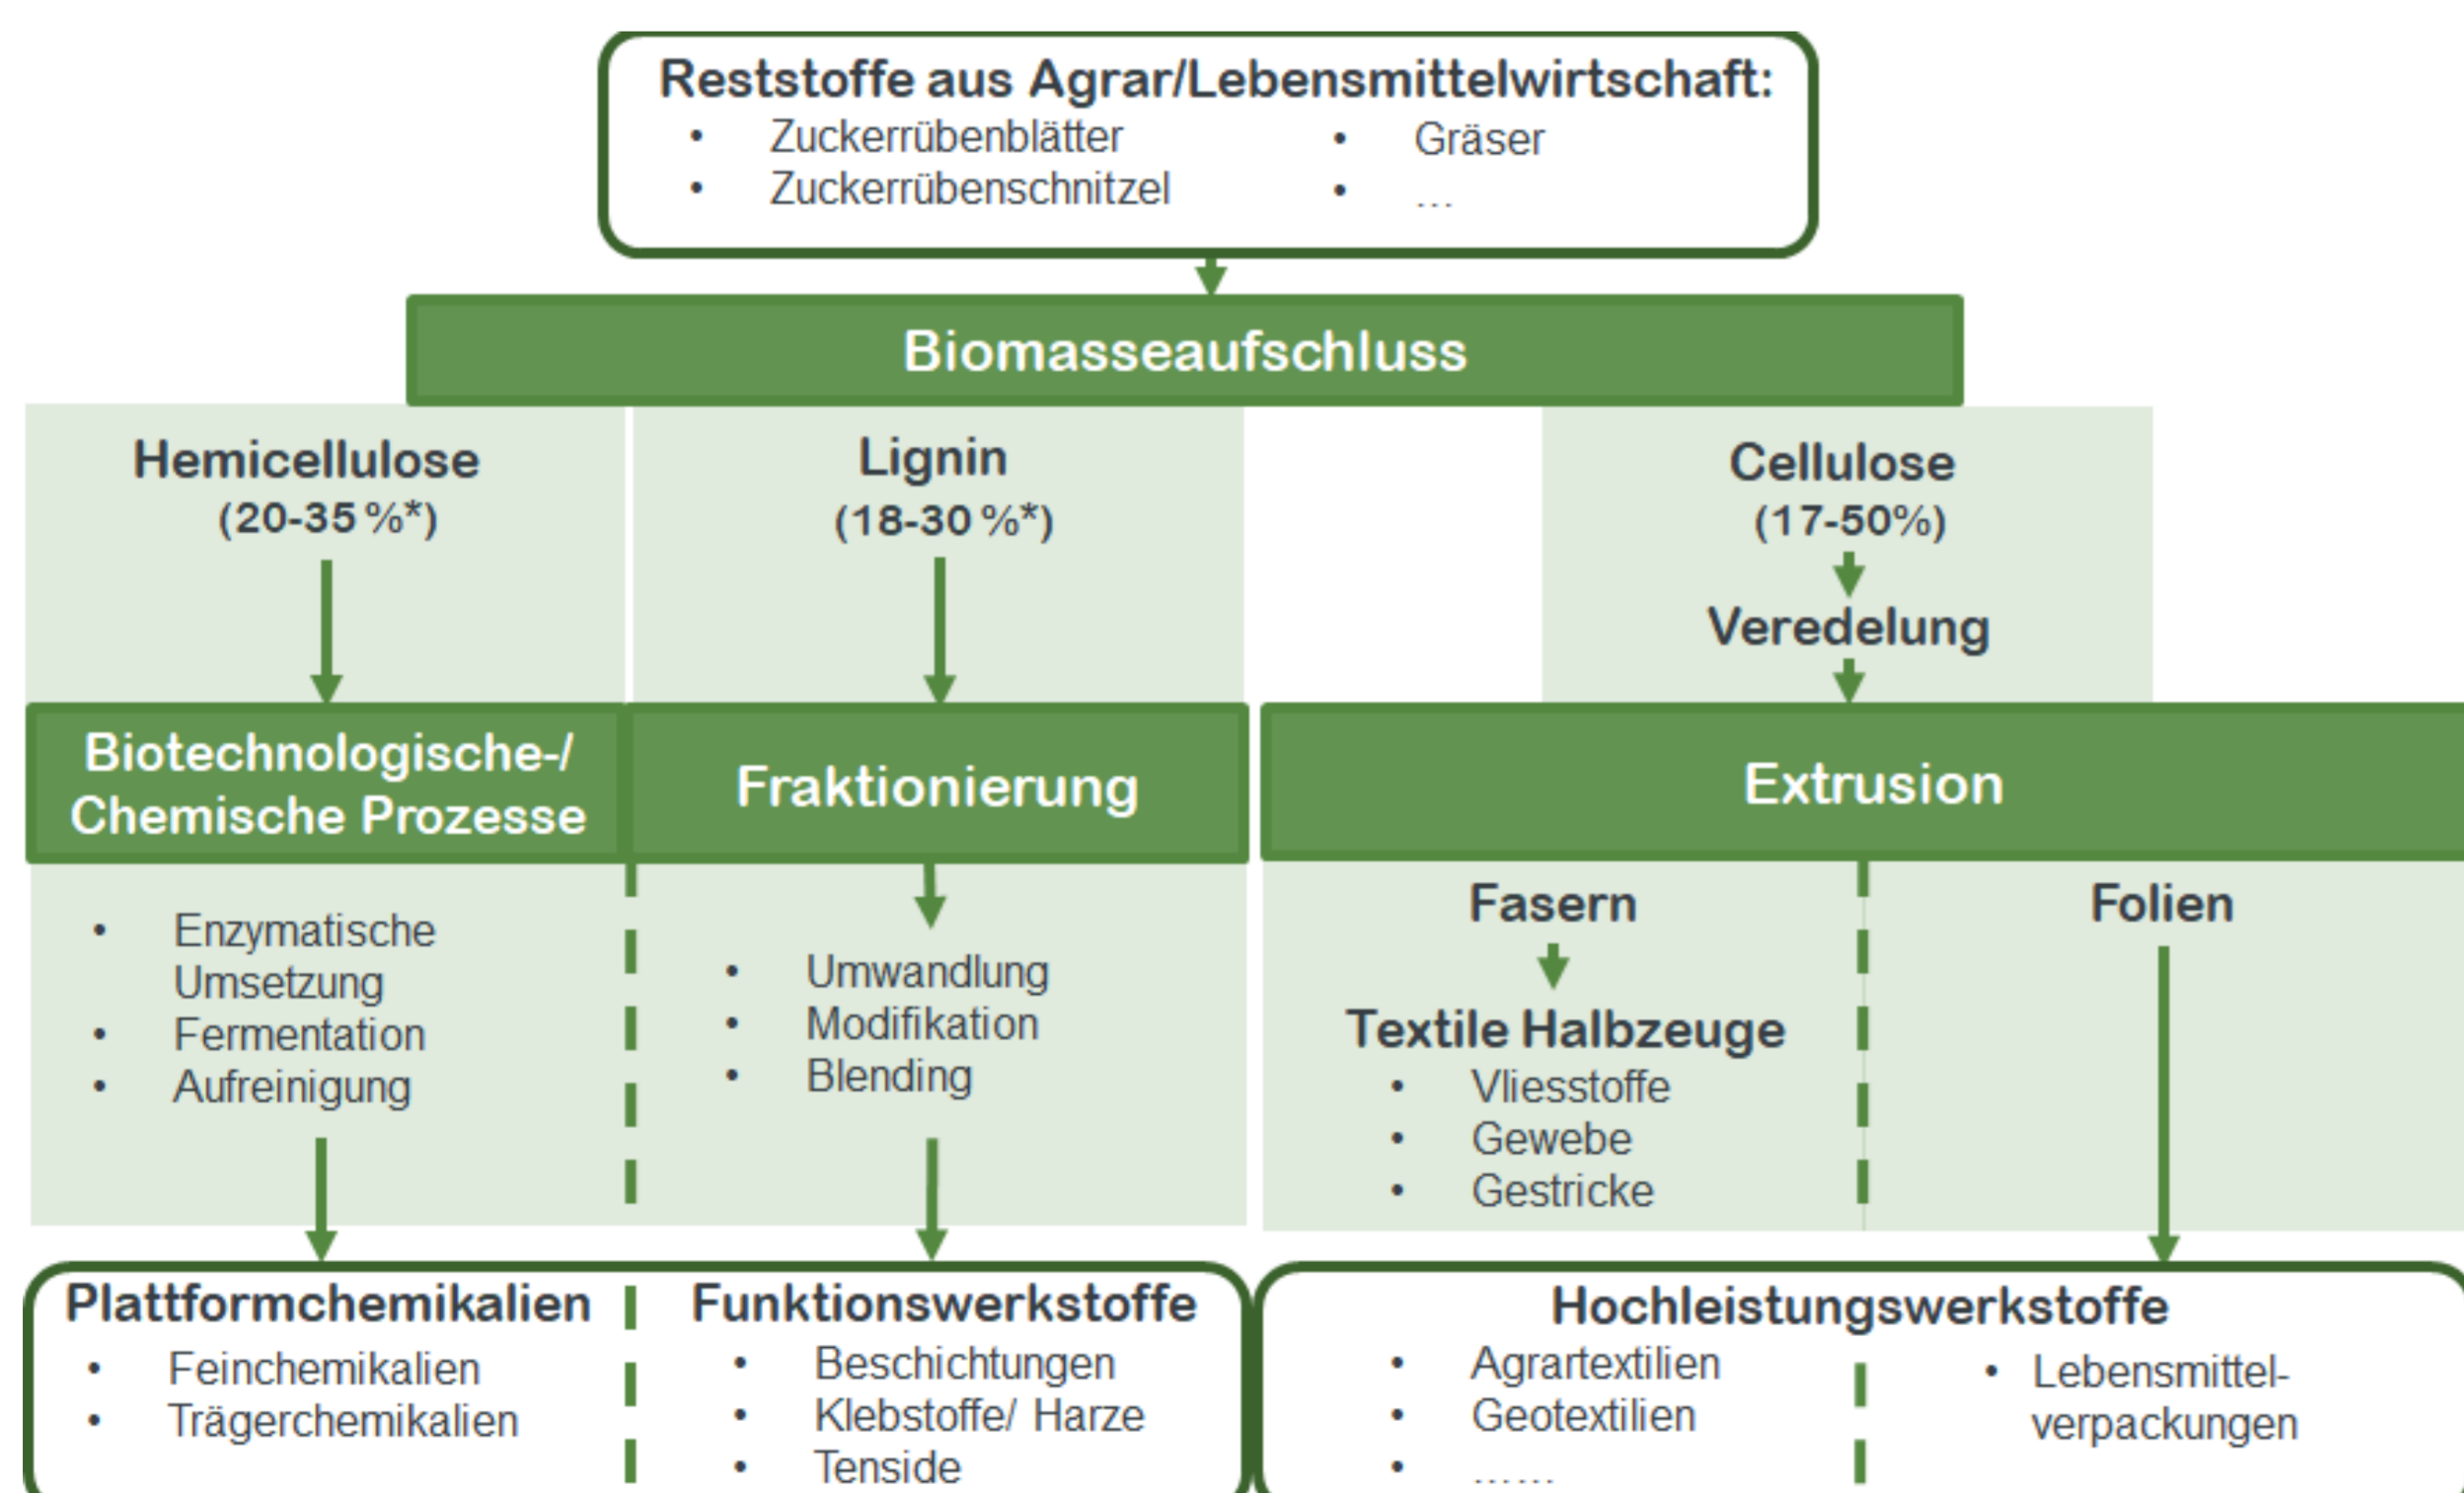 Reststoffe aus Agrar/Lebensmittelwirtschaft:
• Zuckerrübenblätter
• Zuckerrübenschnitzel
• Gräser
• ...
Biomasseaufschluss
Hemicellulose
(20-35 %*)
Lignin
(18-30 %*)
Cellulose
(17-50%)
Veredelung
Biotechnologische-/
Chemische Prozesse
Fraktionierung
Extrusion
• Enzymatische
Umsetzung
• Fermentation
• Aufreinigung
• Umwandlung
• Modifikation
• Blending
Fasern
Textile Halbzeuge
• Vliesstoffe
• Gewebe
• Gestricke
Folien
Plattformchemikalien
• Feinchemikalien
• Trägerchemikalien
Funktionswerkstoffe
• Beschichtungen
• Klebstoffe/ Harze
• Tenside
Hochleistungswerkstoffe
• Agrartextilien
• Geotextilien
• ......
• Lebensmittel-
verpackungen